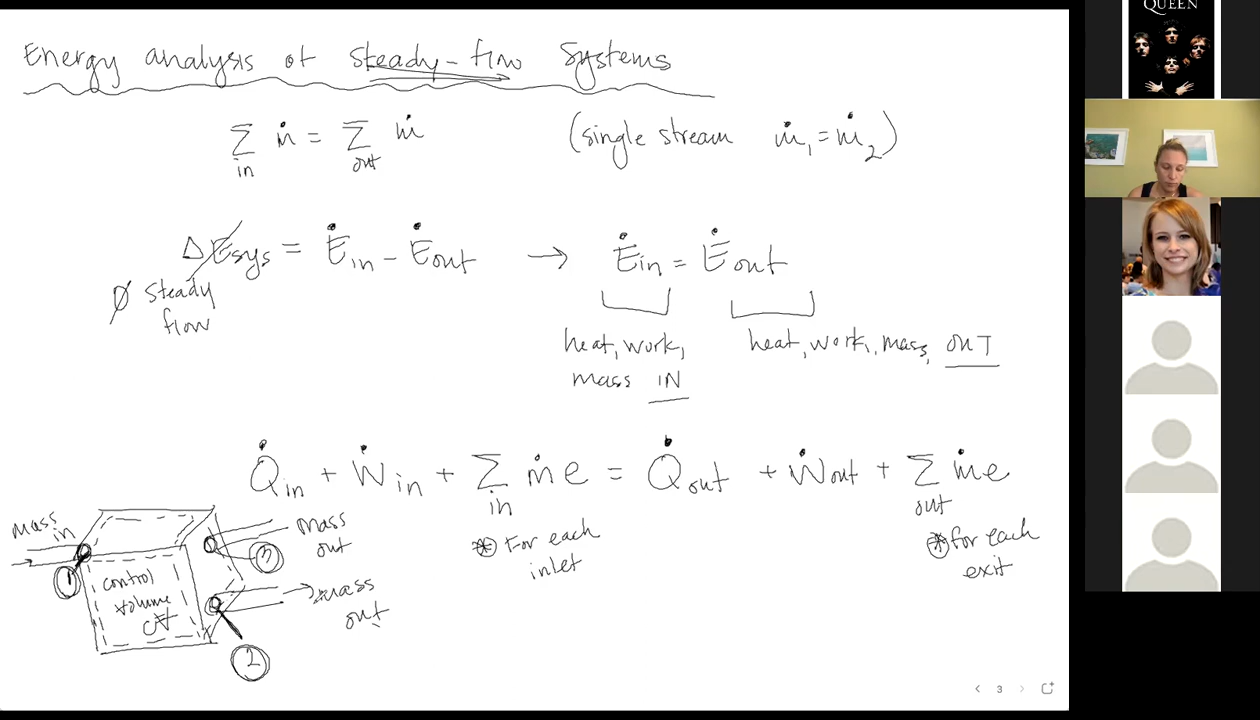 QUEEN
Energy analysis of steady-flow Systems
∑ ṁ = ∑ ṁ
in out
(single stream ṁ₁ = ṁ₂)
ΔEsys = Ėin - Ėout → Ėin = Ėout
∅ steady
flow
heat, work,
mass IN
heat, work, mass, OUT
Q̇in + Ẇin + ∑ ṁe = Q̇out + Ẇout + ∑ ṁe
in out
⊛ For each
inlet
⊛ for each
exit
mass
in
mass
out
1
3
control
volume
CV
mass
out
2
< 3 >